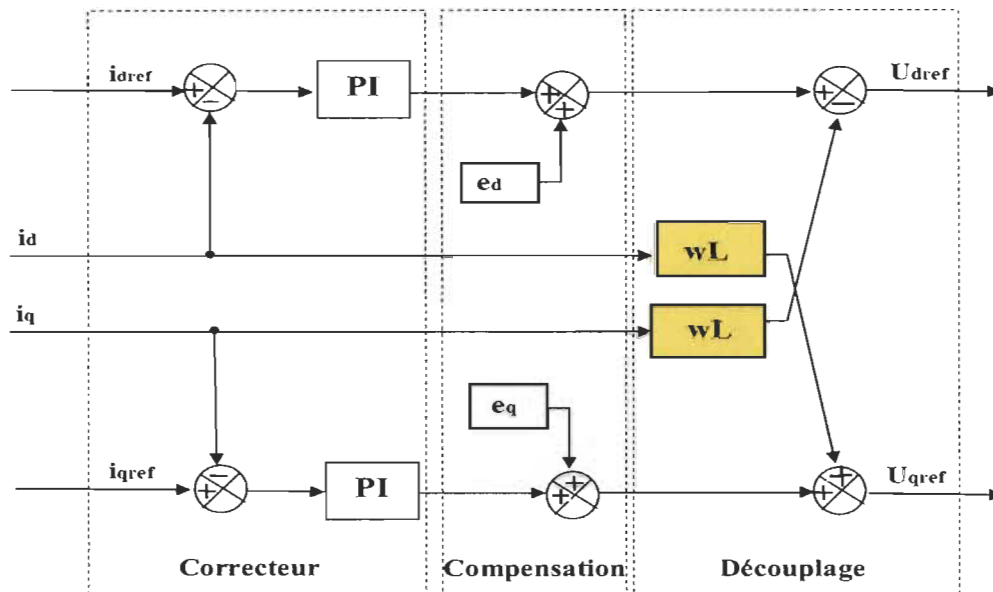 idref
+
−
PI
+
+
ed
+
−
Udref
id
wL
iq
wL
eq
iqref
−
+
PI
+
+
+
+
Uqref
Correcteur
Compensation
Découplage